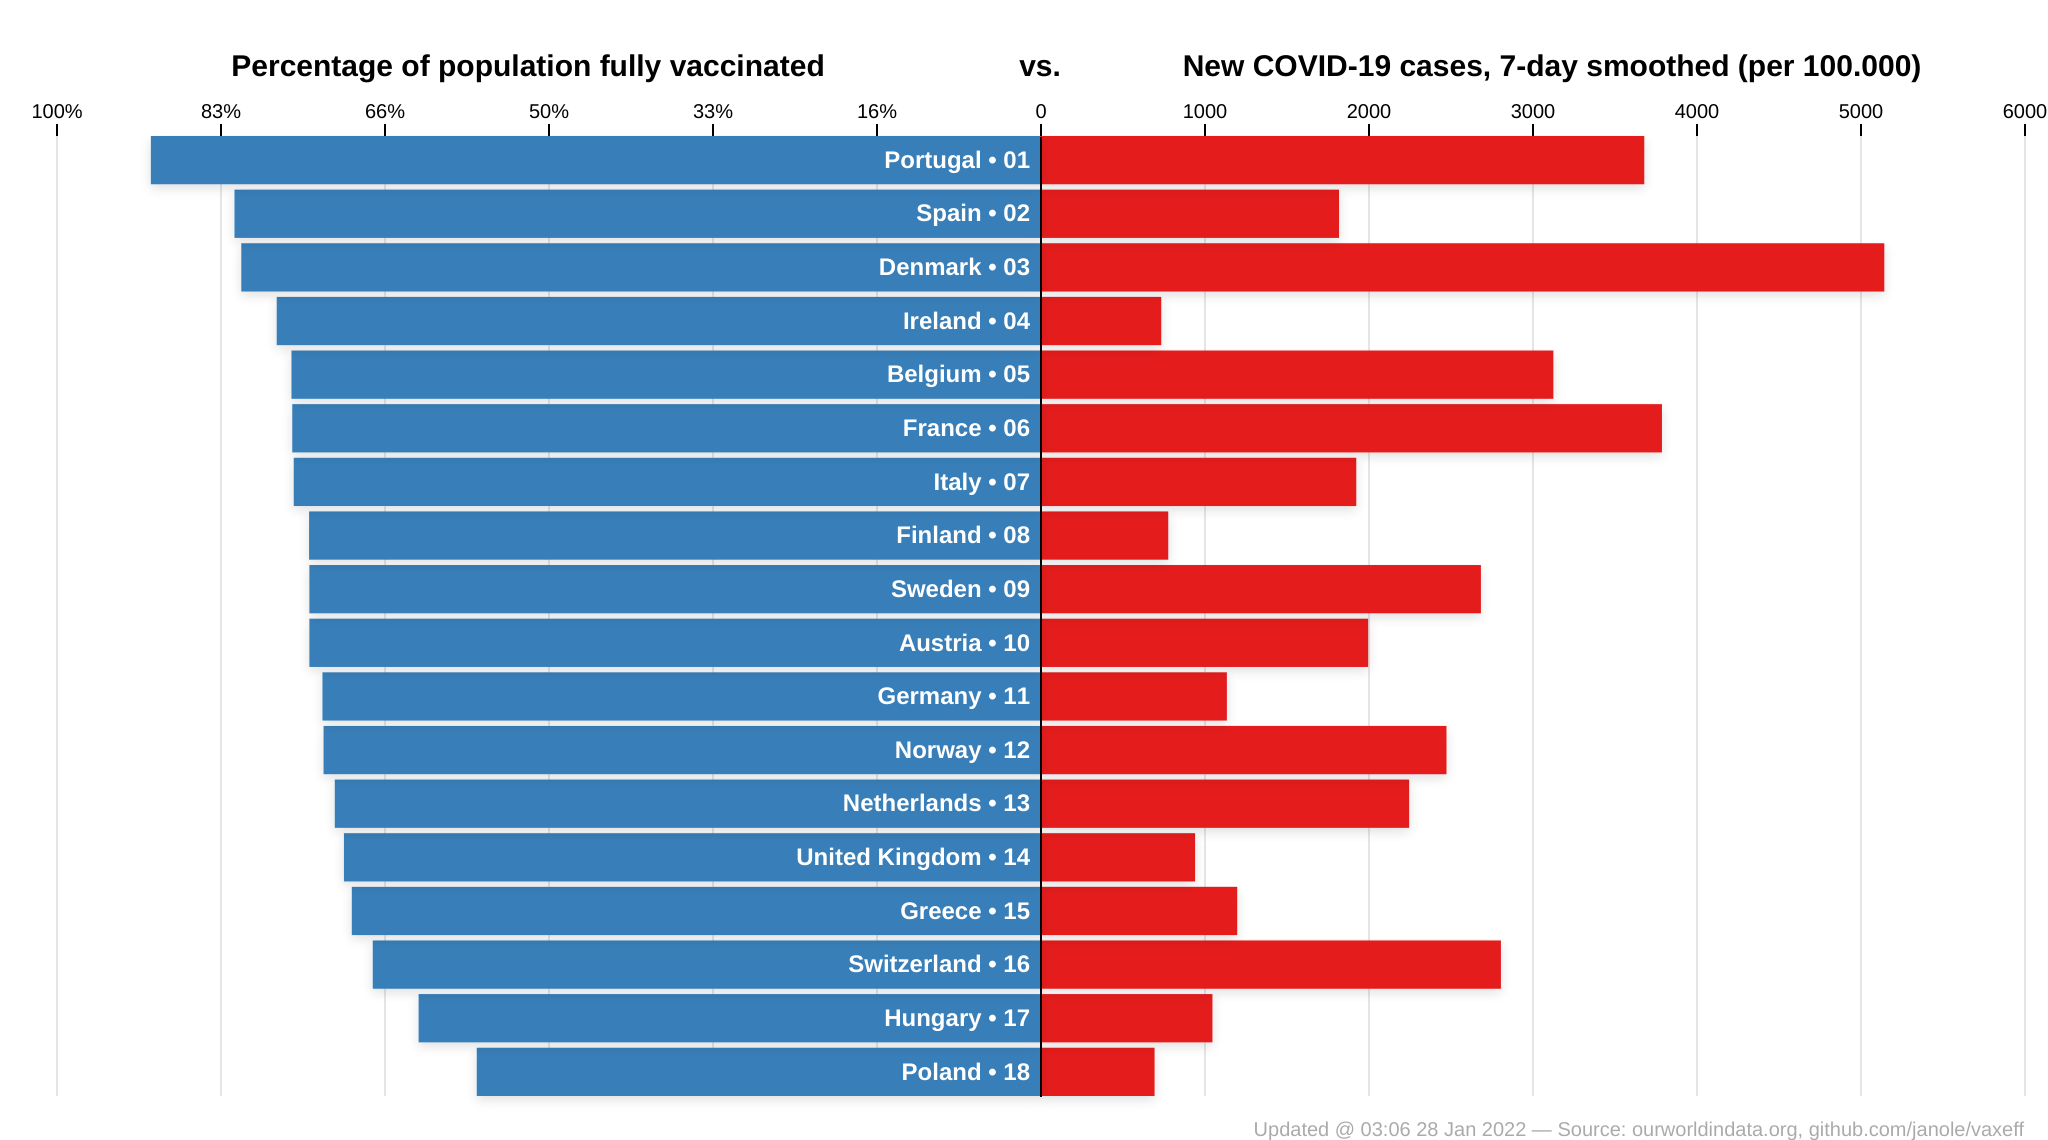 Percentage of population fully vaccinated vs. New COVID-19 cases, 7-day smoothed (per 100.000)
100% 83% 66% 50% 33% 16% 0 1000 2000 3000 4000 5000 6000
Portugal • 01
Spain • 02
Denmark • 03
Ireland • 04
Belgium • 05
France • 06
Italy • 07
Finland • 08
Sweden • 09
Austria • 10
Germany • 11
Norway • 12
Netherlands • 13
United Kingdom • 14
Greece • 15
Switzerland • 16
Hungary • 17
Poland • 18
Updated @ 03:06 28 Jan 2022 — Source: ourworldindata.org, github.com/janole/vaxeff